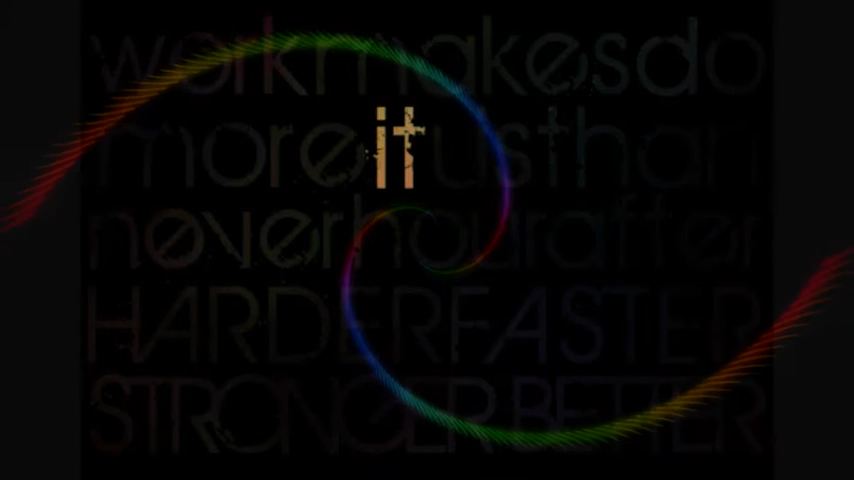 workmakesdo
moreitusthan
neverhourafter
HARDERFASTER
STRONGERBETTER